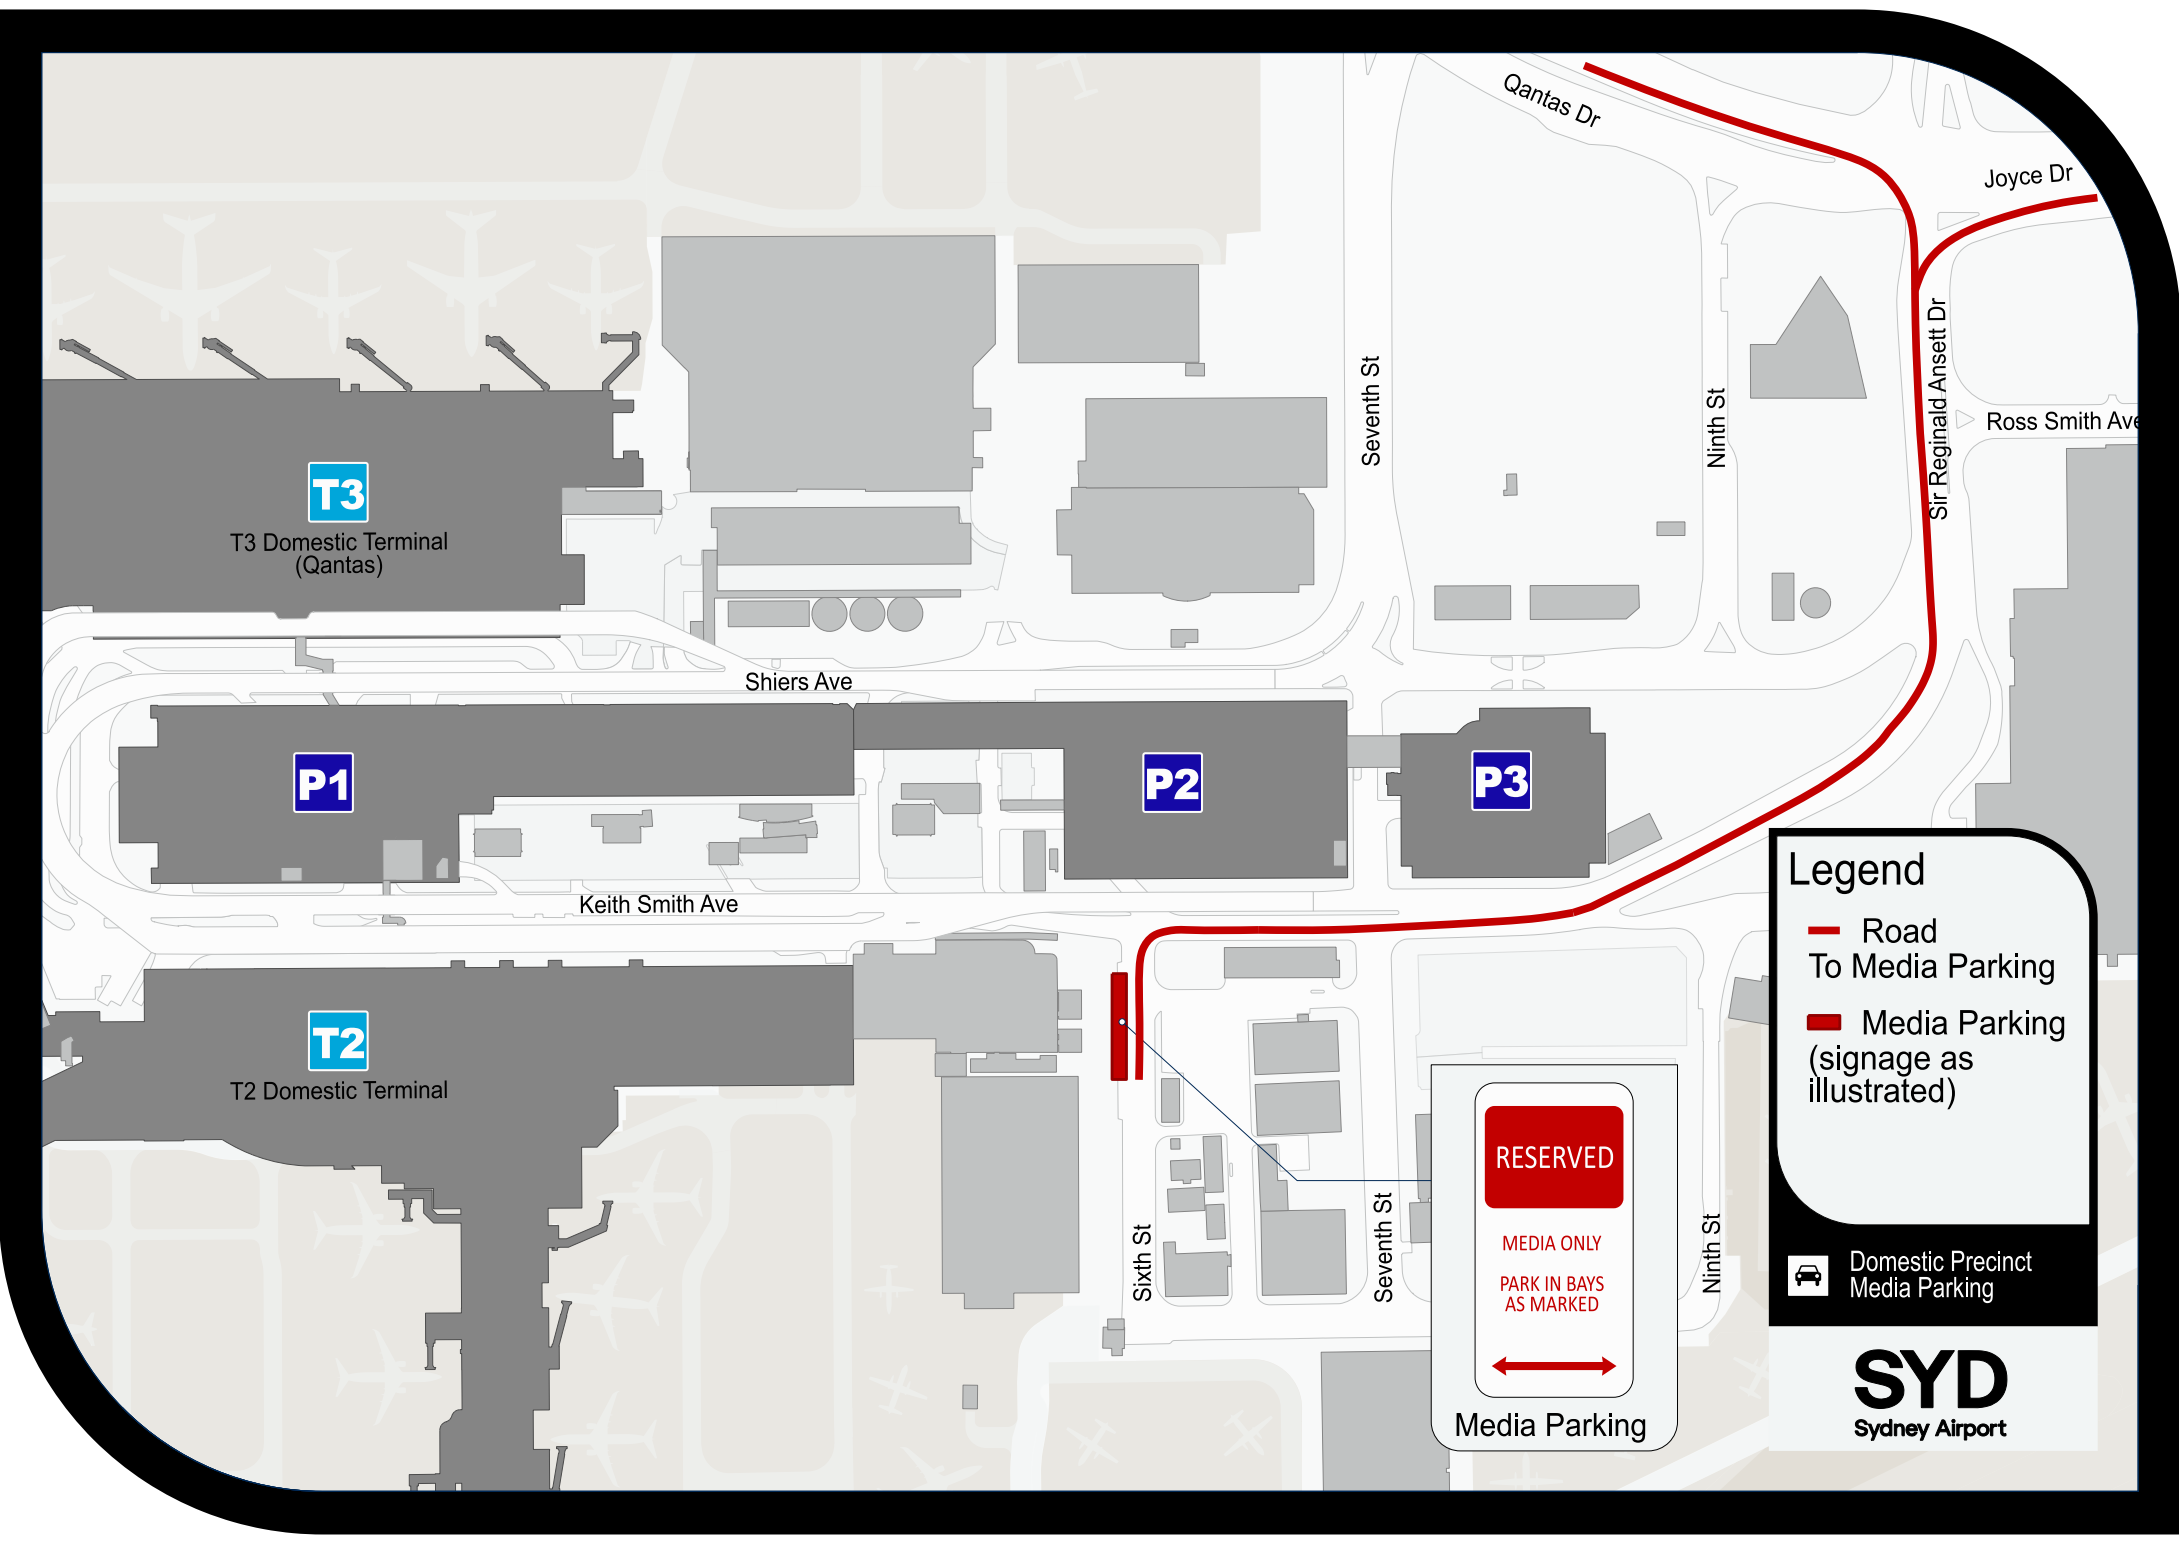 Qantas Dr
Joyce Dr
Seventh St
Ninth St
Sir Reginald Ansett Dr
Ross Smith Ave
T3
T3 Domestic Terminal
(Qantas)
Shiers Ave
P1
P2
P3
Keith Smith Ave
T2
T2 Domestic Terminal
Sixth St
Seventh St
Ninth St
RESERVED
MEDIA ONLY
PARK IN BAYS
AS MARKED
Media Parking
Legend
Road
To Media Parking
Media Parking
(signage as
illustrated)
Domestic Precinct
Media Parking
SYD
Sydney Airport